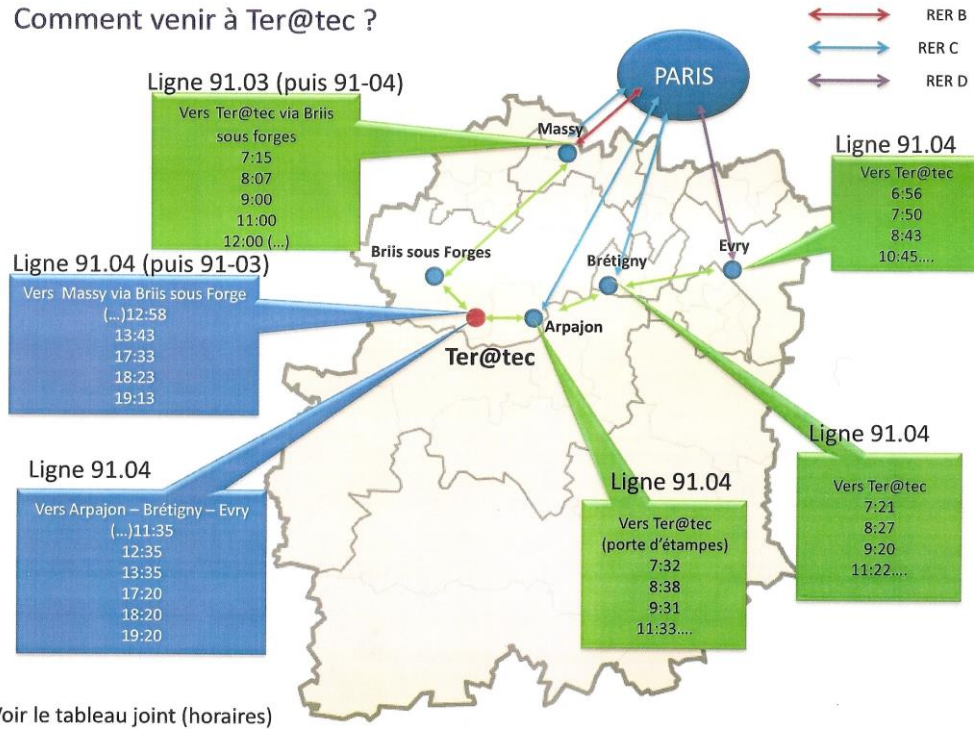 Comment venir à Ter@tec ?
RER B
RER C
RER D
PARIS
Ligne 91.03 (puis 91-04)
Vers Ter@tec via Briis
sous forges
7:15
8:07
9:00
11:00
12:00 (...)
Massy
Ligne 91.04
Vers Ter@tec
6:56
7:50
8:43
10:45....
Briis sous Forges
Brétigny
Evry
Ligne 91.04 (puis 91-03)
Vers Massy via Briis sous Forge
(...)12:58
13:43
17:33
18:23
19:13
Arpajon
Ter@tec
Ligne 91.04
Vers Arpajon – Brétigny – Evry
(...)11:35
12:35
13:35
17:20
18:20
19:20
Ligne 91.04
Vers Ter@tec
(porte d'étampes)
7:32
8:38
9:31
11:33....
Ligne 91.04
Vers Ter@tec
7:21
8:27
9:20
11:22....
Voir le tableau joint (horaires)